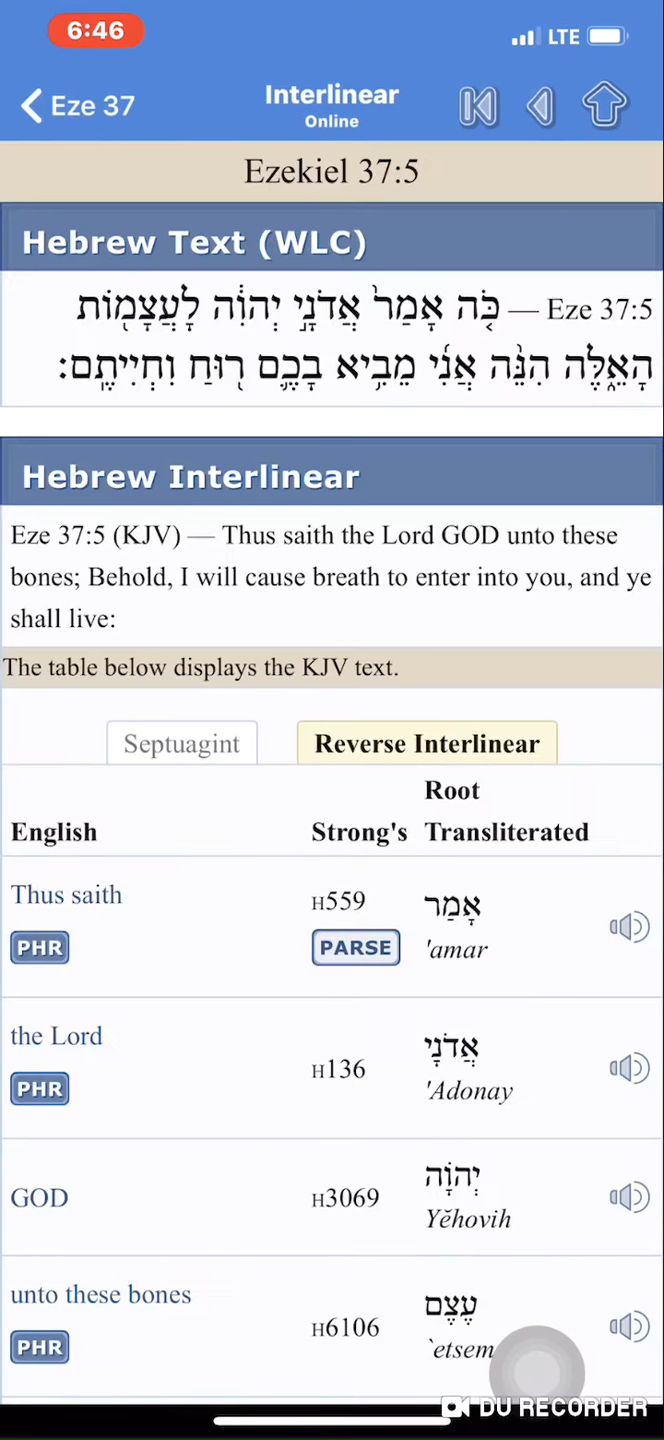 6:46
LTE
Eze 37
Interlinear
Online
Ezekiel 37:5
Hebrew Text (WLC)
Eze 37:5 — כֹּ֤ה אָמַר֙ אֲדֹנָ֣י יְהוִ֔ה לָעֲצָמ֖וֹת
הָאֵ֑לֶּה הִנֵּ֨ה אֲנִ֜י מֵבִ֥יא בָכֶ֛ם ר֖וּחַ וִחְיִיתֶֽם׃
Hebrew Interlinear
Eze 37:5 (KJV) — Thus saith the Lord GOD unto these
bones; Behold, I will cause breath to enter into you, and ye
shall live:
The table below displays the KJV text.
Septuagint
Reverse Interlinear
English
Strong's
Root
Transliterated
Thus saith
PHR
H559
PARSE
אָמַר
'amar
the Lord
PHR
H136
אֲדֹנָי
'Adonay
GOD
H3069
יְהֹוִה
Yĕhovih
unto these bones
PHR
H6106
עֶצֶם
`etsem
DU RECORDER